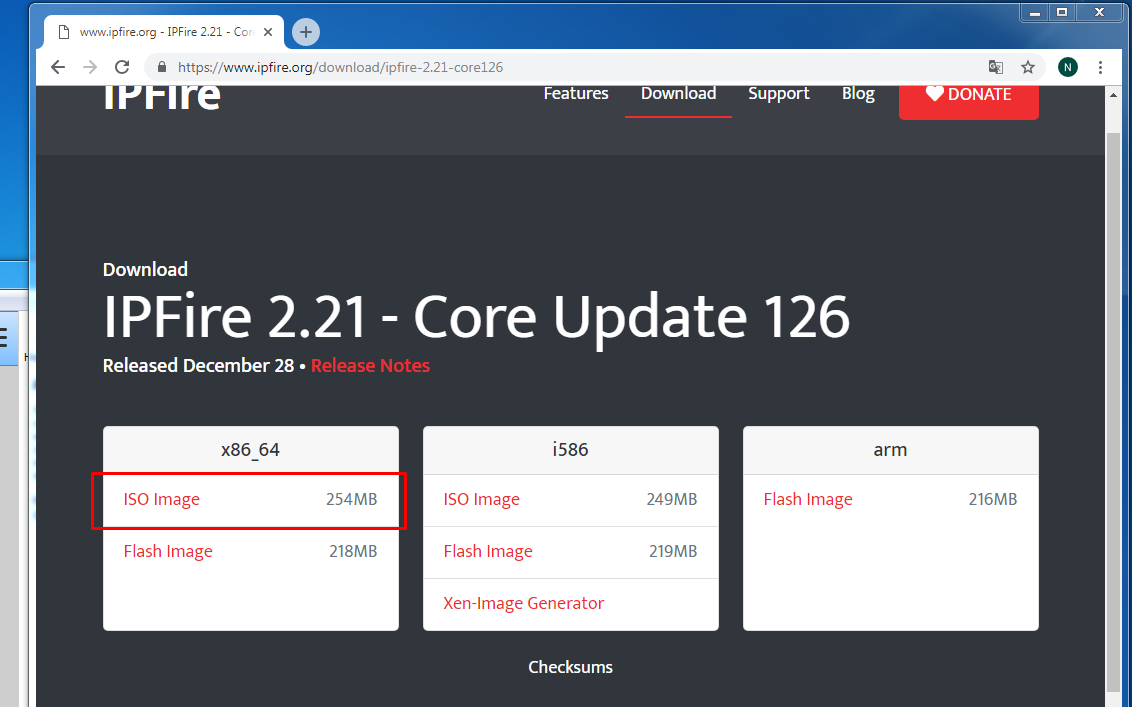 www.ipfire.org - IPFire 2.21 - Cor
https://www.ipfire.org/download/ipfire-2.21-core126
N
IPFire
Features
Download
Support
Blog
DONATE
Download
IPFire 2.21 - Core Update 126
Released December 28 • Release Notes
x86_64
ISO Image 254MB
Flash Image 218MB
i586
ISO Image 249MB
Flash Image 219MB
Xen-Image Generator
arm
Flash Image 216MB
Checksums